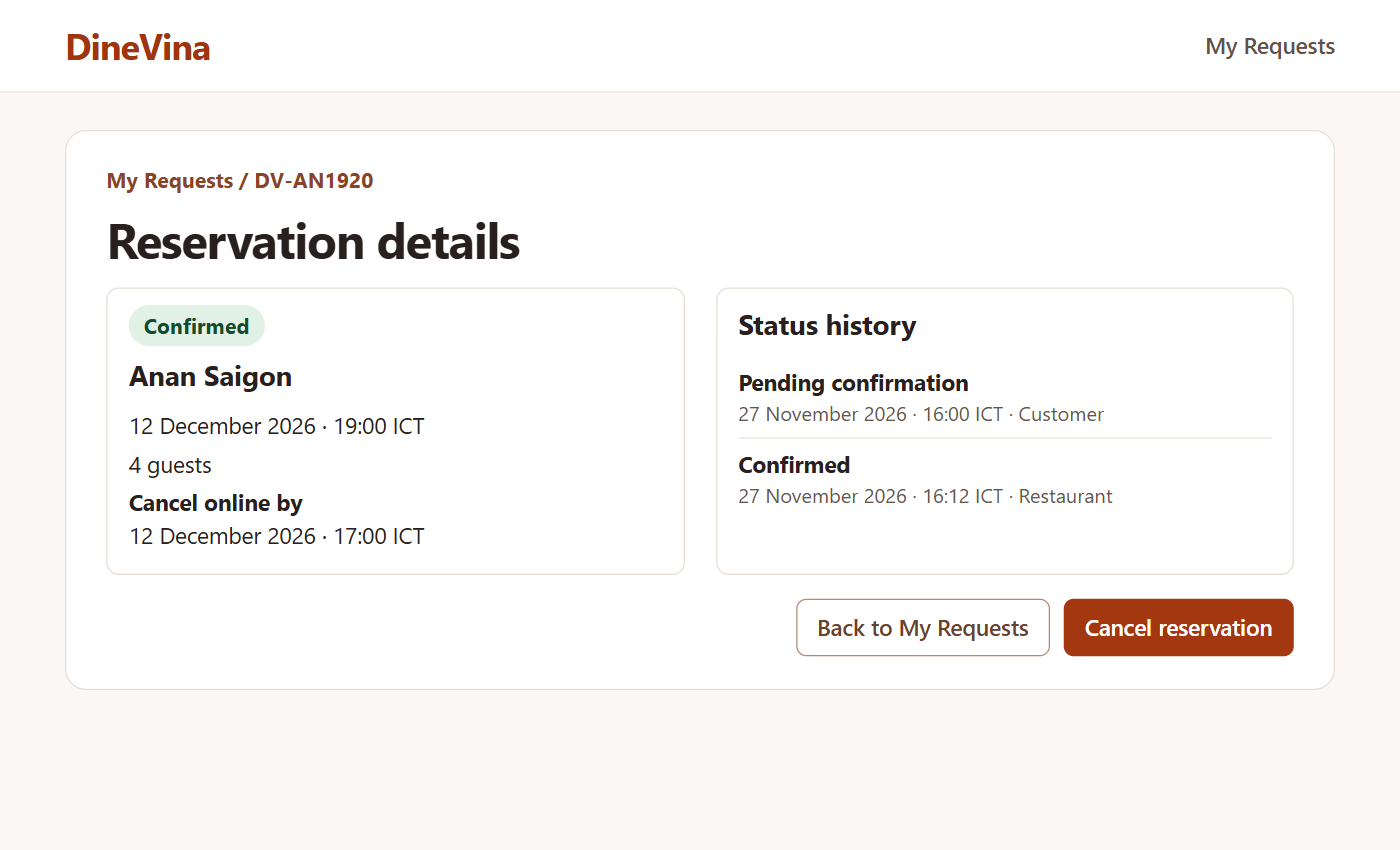 DineVina
My Requests
My Requests / DV-AN1920
Reservation details
Confirmed
Anan Saigon
12 December 2026 · 19:00 ICT
4 guests
Cancel online by
12 December 2026 · 17:00 ICT
Status history
Pending confirmation
27 November 2026 · 16:00 ICT · Customer
Confirmed
27 November 2026 · 16:12 ICT · Restaurant
Back to My Requests
Cancel reservation